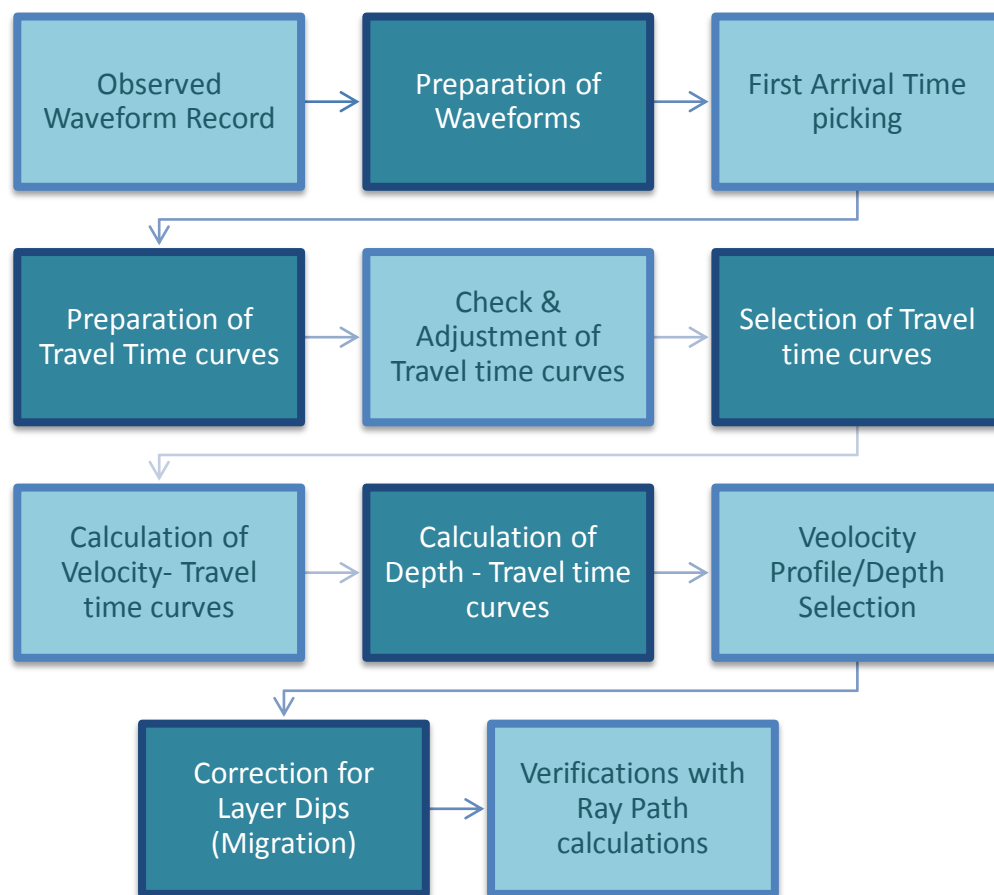 Observed
Waveform Record
Preparation of
Waveforms
First Arrival Time
picking
Preparation of
Travel Time curves
Check &
Adjustment of
Travel time curves
Selection of Travel
time curves
Calculation of
Velocity- Travel
time curves
Calculation of
Depth - Travel time
curves
Veolocity
Profile/Depth
Selection
Correction for
Layer Dips
(Migration)
Verifications with
Ray Path
calculations